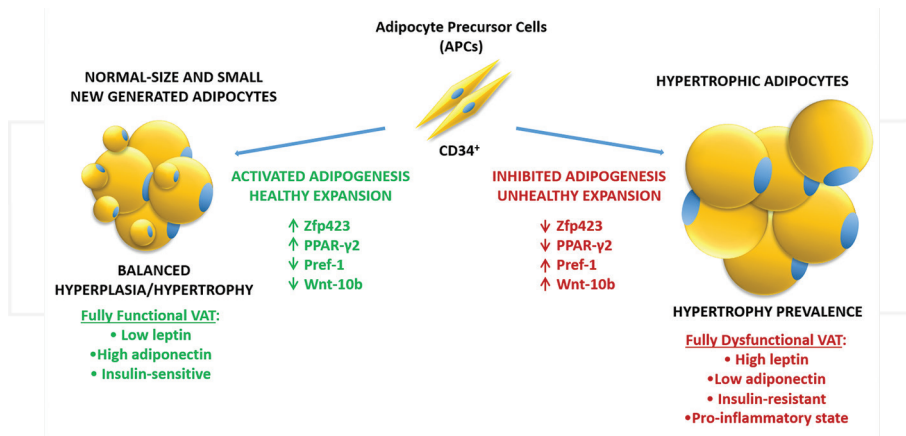 Adipocyte Precursor Cells
(APCs)
CD34⁺
NORMAL-SIZE AND SMALL
NEW GENERATED ADIPOCYTES
BALANCED
HYPERPLASIA/HYPERTROPHY
Fully Functional VAT:
• Low leptin
•High adiponectin
• Insulin-sensitive
ACTIVATED ADIPOGENESIS
HEALTHY EXPANSION
↑ Zfp423
↑ PPAR-γ2
↓ Pref-1
↓ Wnt-10b
INHIBITED ADIPOGENESIS
UNHEALTHY EXPANSION
↓ Zfp423
↓ PPAR-γ2
↑ Pref-1
↑ Wnt-10b
HYPERTROPHIC ADIPOCYTES
HYPERTROPHY PREVALENCE
Fully Dysfunctional VAT:
• High leptin
•Low adiponectin
• Insulin-resistant
•Pro-inflammatory state